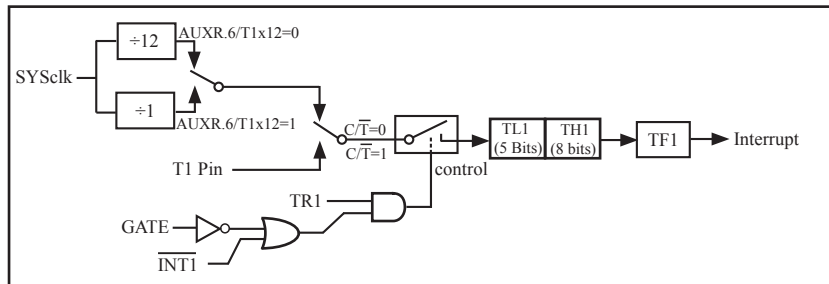 ÷12
AUXR.6/T1x12=0
SYSclk
÷1
AUXR.6/T1x12=1
C/T̅=0
C/T̅=1
T1 Pin
control
TL1
(5 Bits)
TH1
(8 bits)
TF1
Interrupt
TR1
GATE
I̅N̅T̅1̅